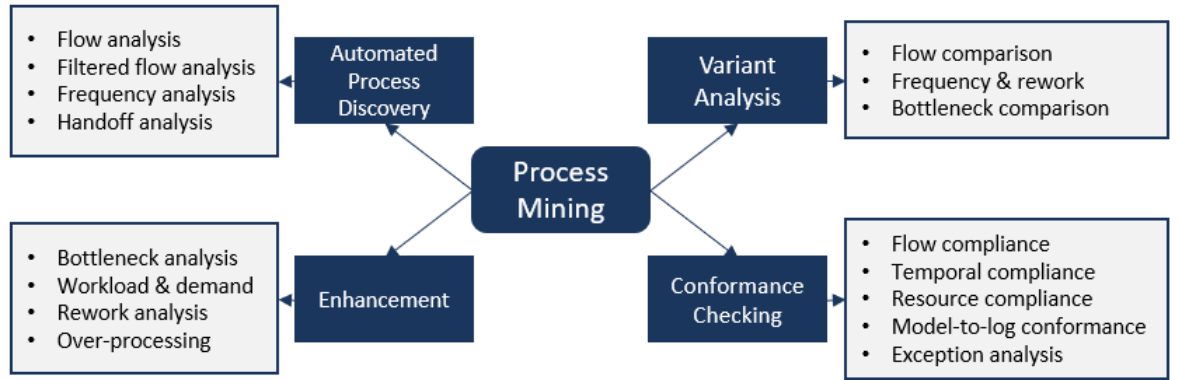 • Flow analysis
• Filtered flow analysis
• Frequency analysis
• Handoff analysis
Automated
Process
Discovery
Variant
Analysis
• Flow comparison
• Frequency & rework
• Bottleneck comparison
Process
Mining
• Bottleneck analysis
• Workload & demand
• Rework analysis
• Over-processing
Enhancement
Conformance
Checking
• Flow compliance
• Temporal compliance
• Resource compliance
• Model-to-log conformance
• Exception analysis